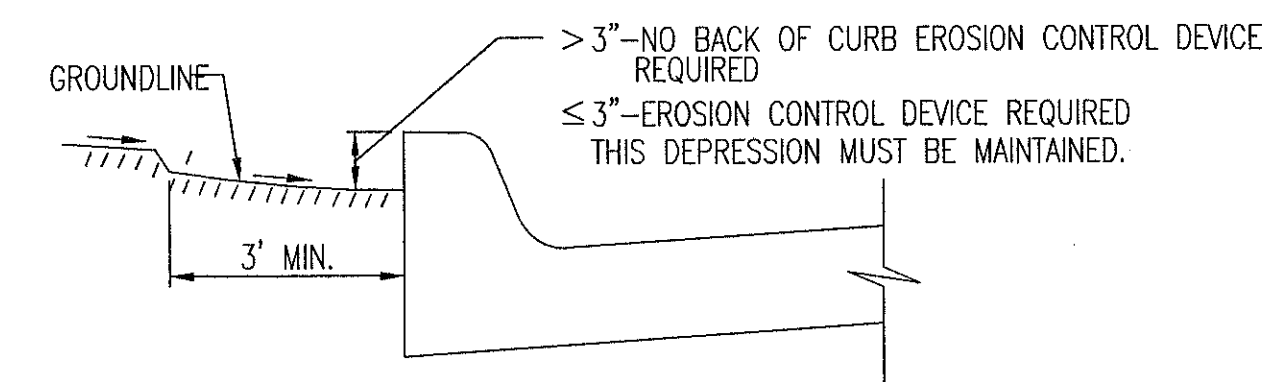 > 3"-NO BACK OF CURB EROSION CONTROL DEVICE
REQUIRED
GROUNDLINE
≤ 3"-EROSION CONTROL DEVICE REQUIRED
THIS DEPRESSION MUST BE MAINTAINED.
3' MIN.